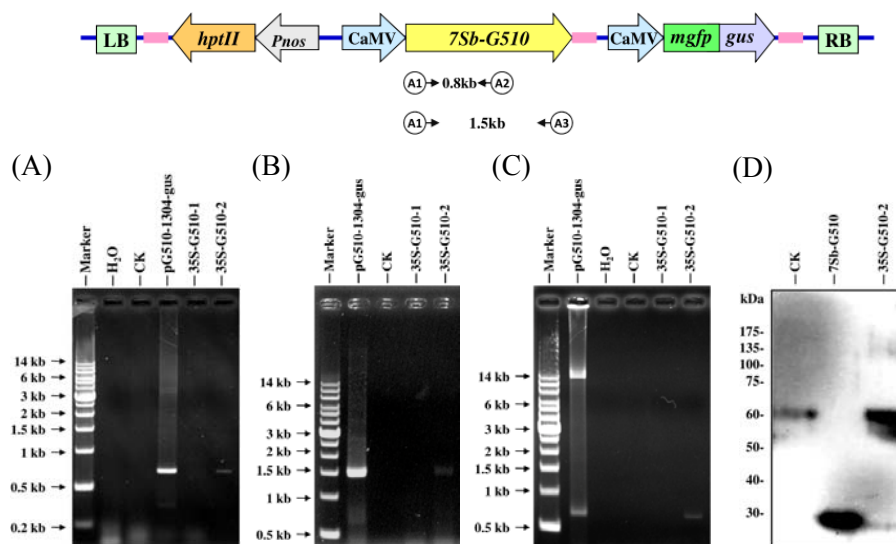 LB hptII Pnos CaMV 7Sb-G510 CaMV mgfp gus RB
A1 0.8kb A2
A1 1.5kb A3
(A)
Marker
H₂O
CK
pG510-1304-gus
35S-G510-1
35S-G510-2
14 kb
6 kb
3 kb
2 kb
1.5 kb
1 kb
0.5 kb
0.2 kb
(B)
Marker
pG510-1304-gus
CK
35S-G510-1
35S-G510-2
14 kb
6 kb
3 kb
2 kb
1.5 kb
1 kb
0.5 kb
(C)
Marker
pG510-1304-gus
H₂O
CK
35S-G510-1
35S-G510-2
14 kb
6 kb
3 kb
2 kb
1.5 kb
1 kb
0.5 kb
(D)
CK
7Sb-G510
35S-G510-2
kDa
175-
135-
100-
75-
60-
50-
40-
30-